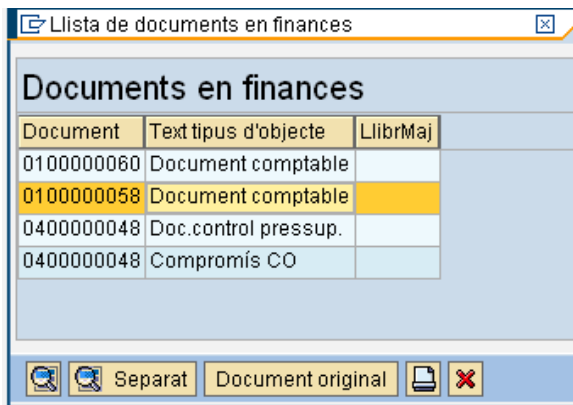 Llista de documents en finances
Documents en finances
Document Text tipus d'objecte LlibrMaj
0100000060 Document comptable
0100000058 Document comptable
0400000048 Doc.control pressup.
0400000048 Compromís CO
Separat Document original